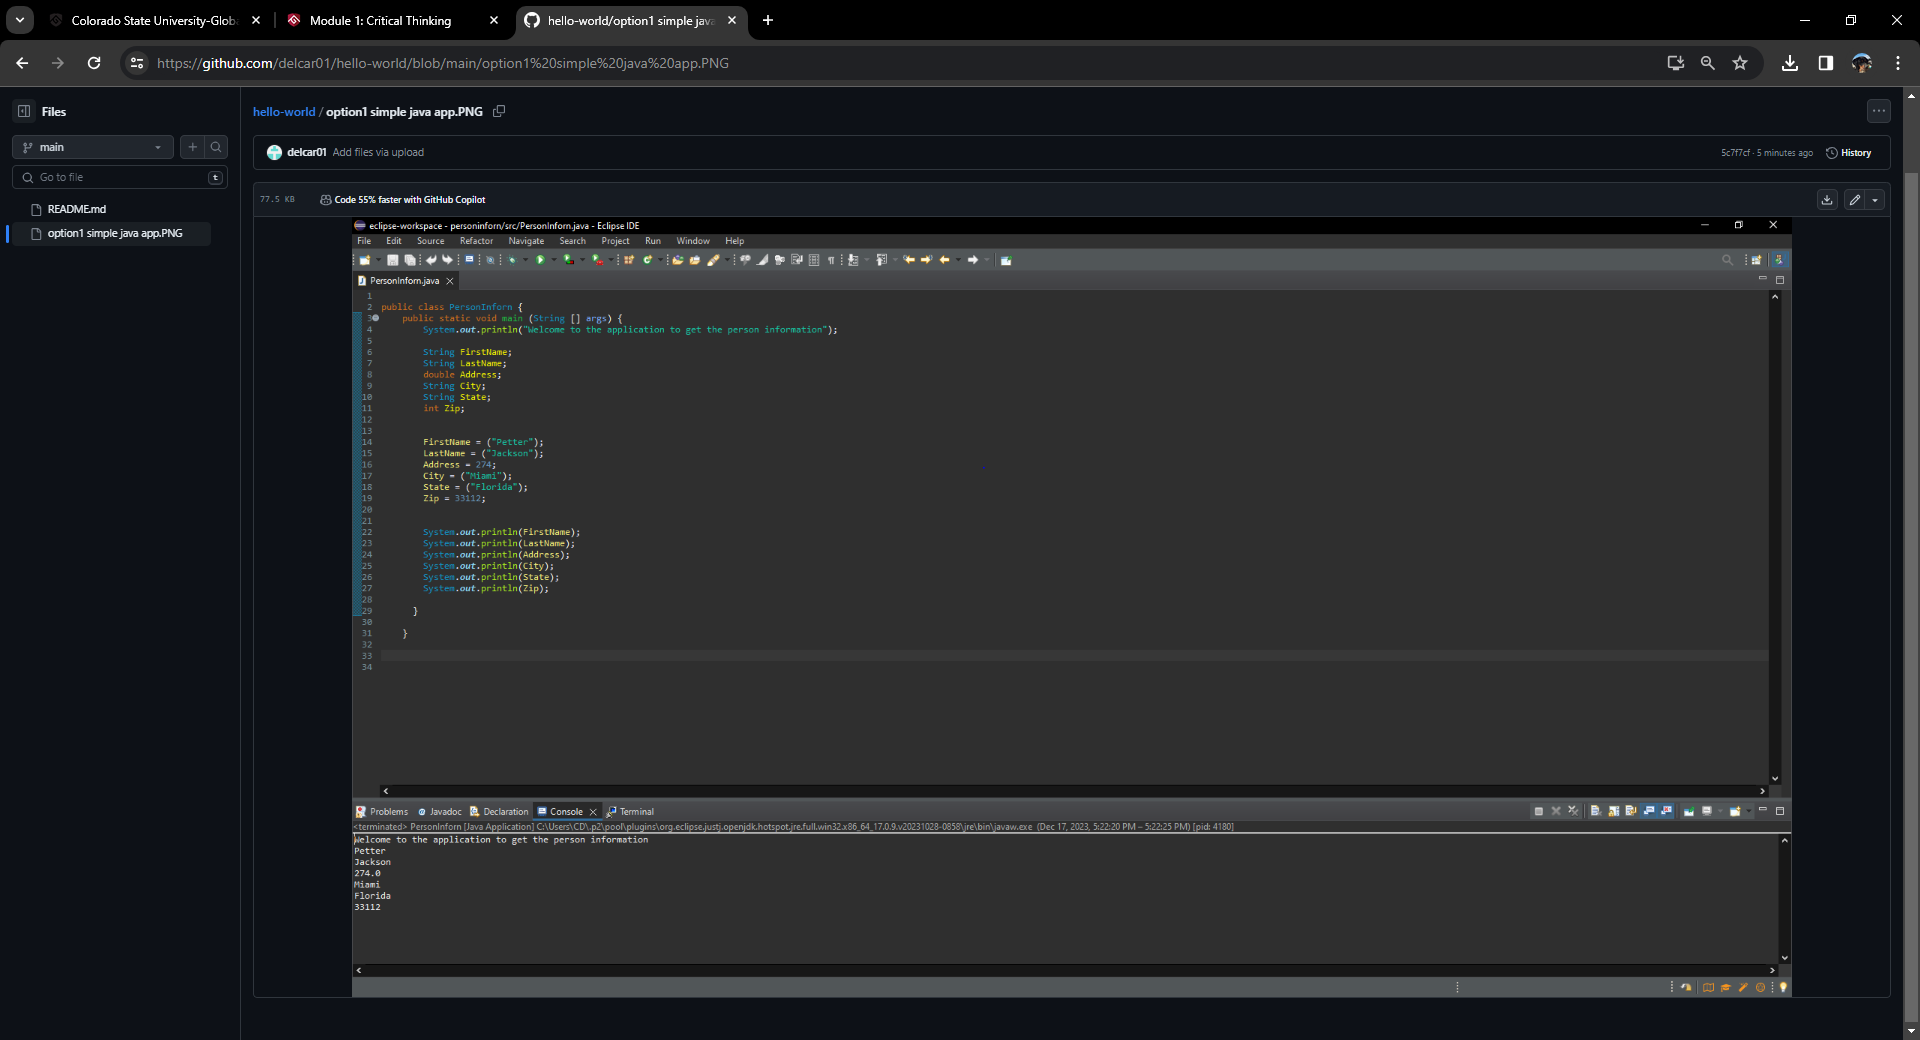 Colorado State University-Glob
Module 1: Critical Thinking
hello-world/option1 simple java
https://github.com/delcar01/hello-world/blob/main/option1%20simple%20java%20app.PNG
Files
hello-world / option1 simple java app.PNG
main
delcar01 Add files via upload
5c7f7cf · 5 minutes ago
History
Go to file
t
77.5 KB
Code 55% faster with GitHub Copilot
README.md
option1 simple java app.PNG
eclipse-workspace - personinforn/src/PersonInforn.java - Eclipse IDE
File Edit Source Refactor Navigate Search Project Run Window Help
PersonInforn.java
1
2 public class PersonInforn {
3 public static void main (String [] args) {
4 System.out.println("Welcome to the application to get the person information");
5
6 String FirstName;
7 String LastName;
8 double Address;
9 String City;
10 String State;
11 int Zip;
12
13
14 FirstName = ("Petter");
15 LastName = ("Jackson");
16 Address = 274;
17 City = ("Miami");
18 State = ("Florida");
19 Zip = 33112;
20
21
22 System.out.println(FirstName);
23 System.out.println(LastName);
24 System.out.println(Address);
25 System.out.println(City);
26 System.out.println(State);
27 System.out.println(Zip);
28
29 }
30
31 }
32
33
34
Problems Javadoc Declaration Console Terminal
<terminated> PersonInforn [Java Application] C:\Users\CD\.p2\pool\plugins\org.eclipse.justj.openjdk.hotspot.jre.full.win32.x86_64_17.0.9.v20231028-0858\jre\bin\javaw.exe (Dec 17, 2023, 5:22:20 PM – 5:22:25 PM) [pid: 4180]
Welcome to the application to get the person information
Petter
Jackson
274.0
Miami
Florida
33112